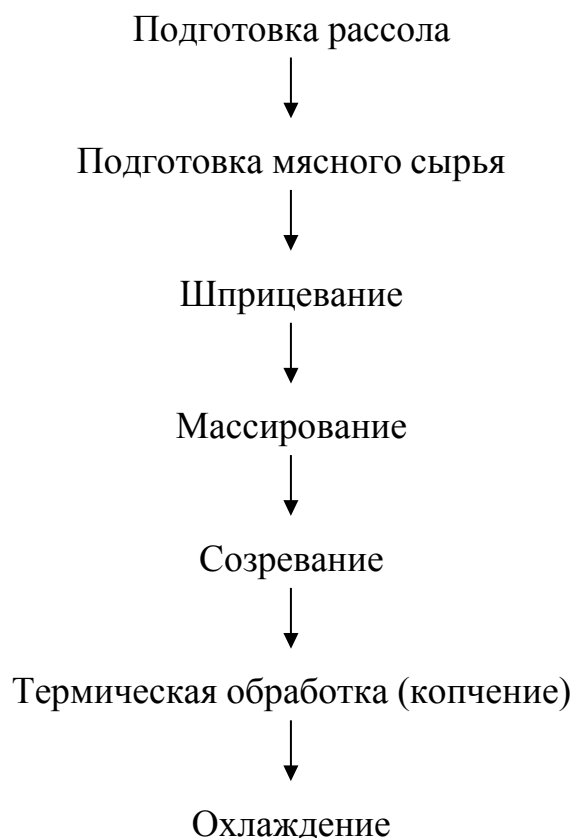 Подготовка рассола
Подготовка мясного сырья
Шприцевание
Массирование
Созревание
Термическая обработка (копчение)
Охлаждение